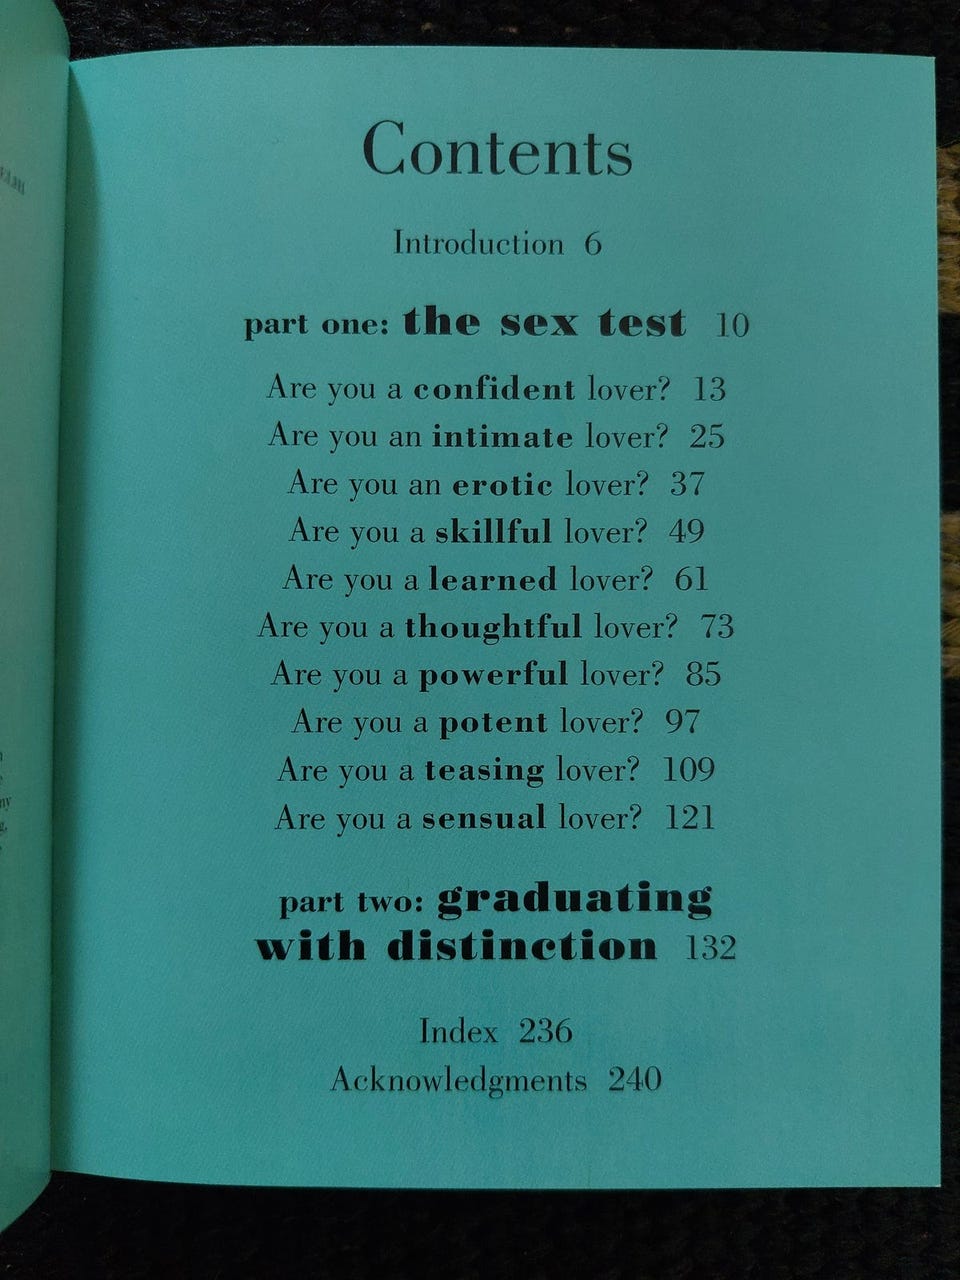 Contents
Introduction 6
part one: the sex test 10
Are you a confident lover? 13
Are you an intimate lover? 25
Are you an erotic lover? 37
Are you a skillful lover? 49
Are you a learned lover? 61
Are you a thoughtful lover? 73
Are you a powerful lover? 85
Are you a potent lover? 97
Are you a teasing lover? 109
Are you a sensual lover? 121
part two: graduating
with distinction 132
Index 236
Acknowledgments 240